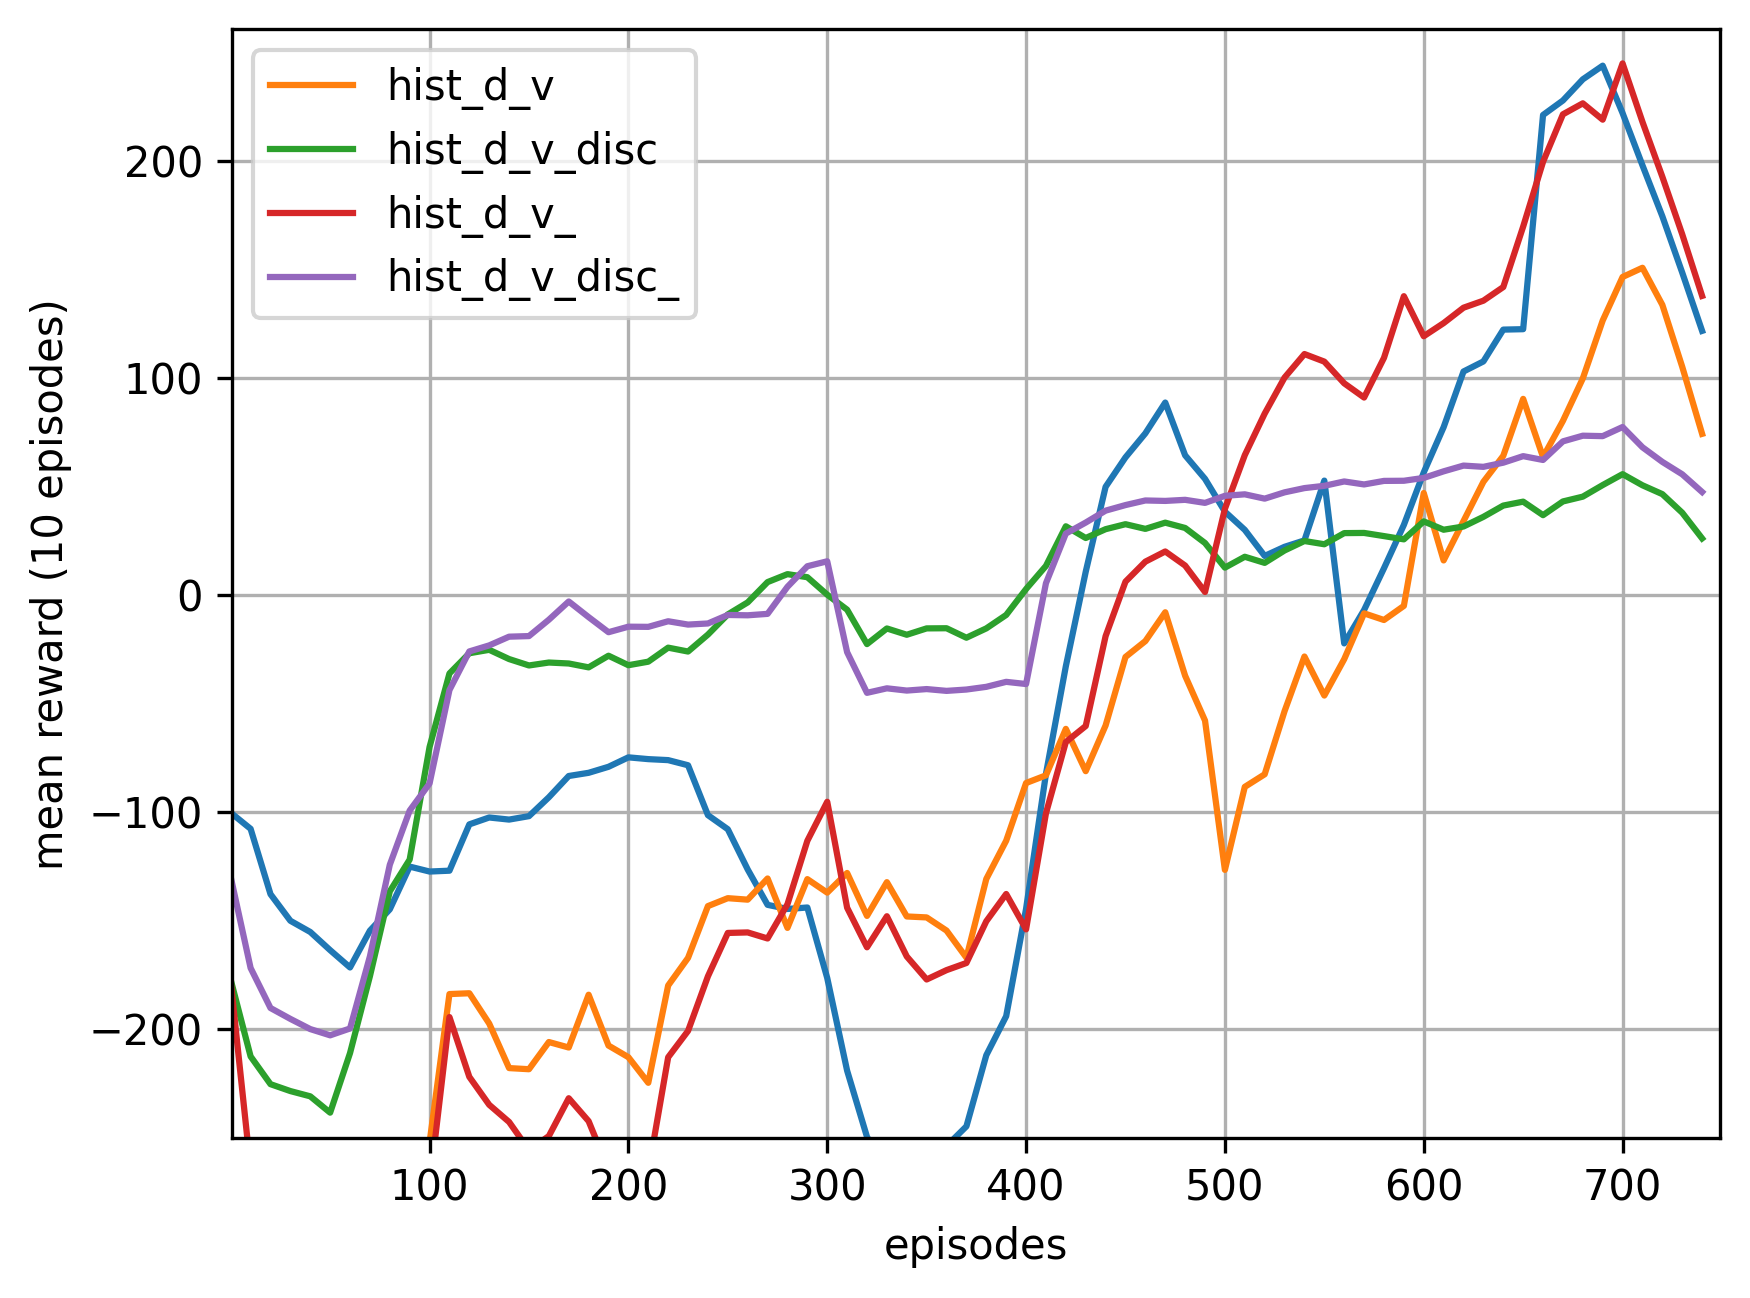 hist_d_v
hist_d_v_disc
hist_d_v_
hist_d_v_disc_
mean reward (10 episodes)
200
100
0
−100
−200
100 200 300 400 500 600 700
episodes